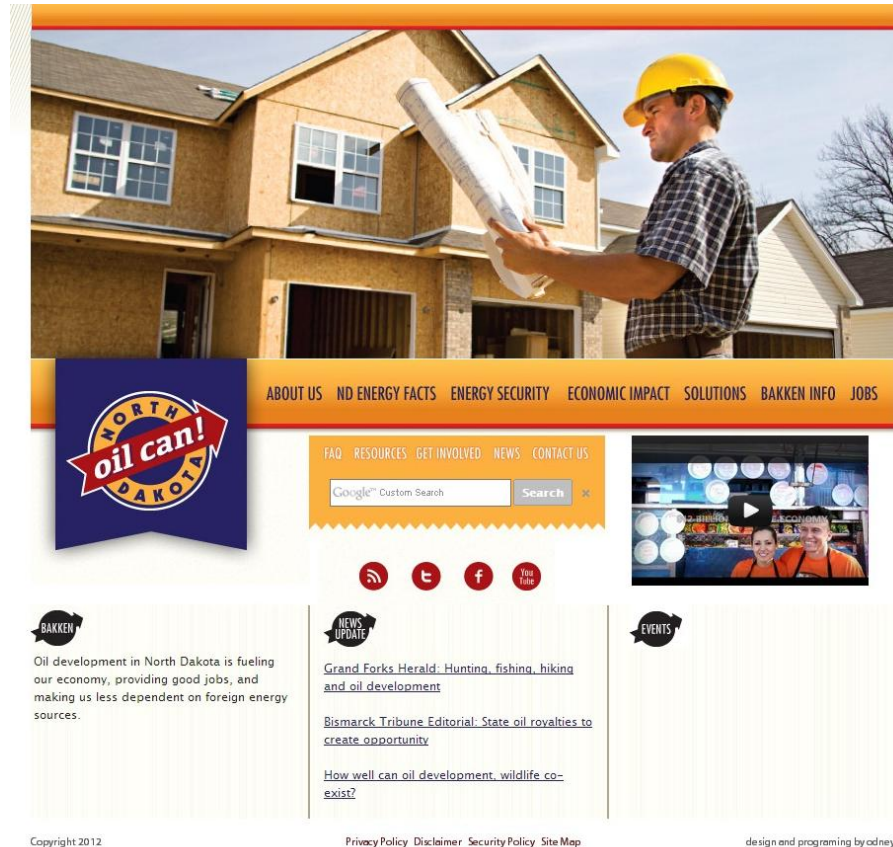 NORTH
oil can!
DAKOTA
ABOUT US ND ENERGY FACTS ENERGY SECURITY ECONOMIC IMPACT SOLUTIONS BAKKEN INFO JOBS
FAQ RESOURCES GET INVOLVED NEWS CONTACT US
Google™ Custom Search Search ×
BILLION ECONOMY
You
Tube
BAKKEN
Oil development in North Dakota is fueling
our economy, providing good jobs, and
making us less dependent on foreign energy
sources.
NEWS
UPDATE
Grand Forks Herald: Hunting, fishing, hiking
and oil development
Bismarck Tribune Editorial: State oil royalties to
create opportunity
How well can oil development, wildlife co-
exist?
EVENTS
Copyright 2012 Privacy Policy Disclaimer Security Policy Site Map design and programing by odney